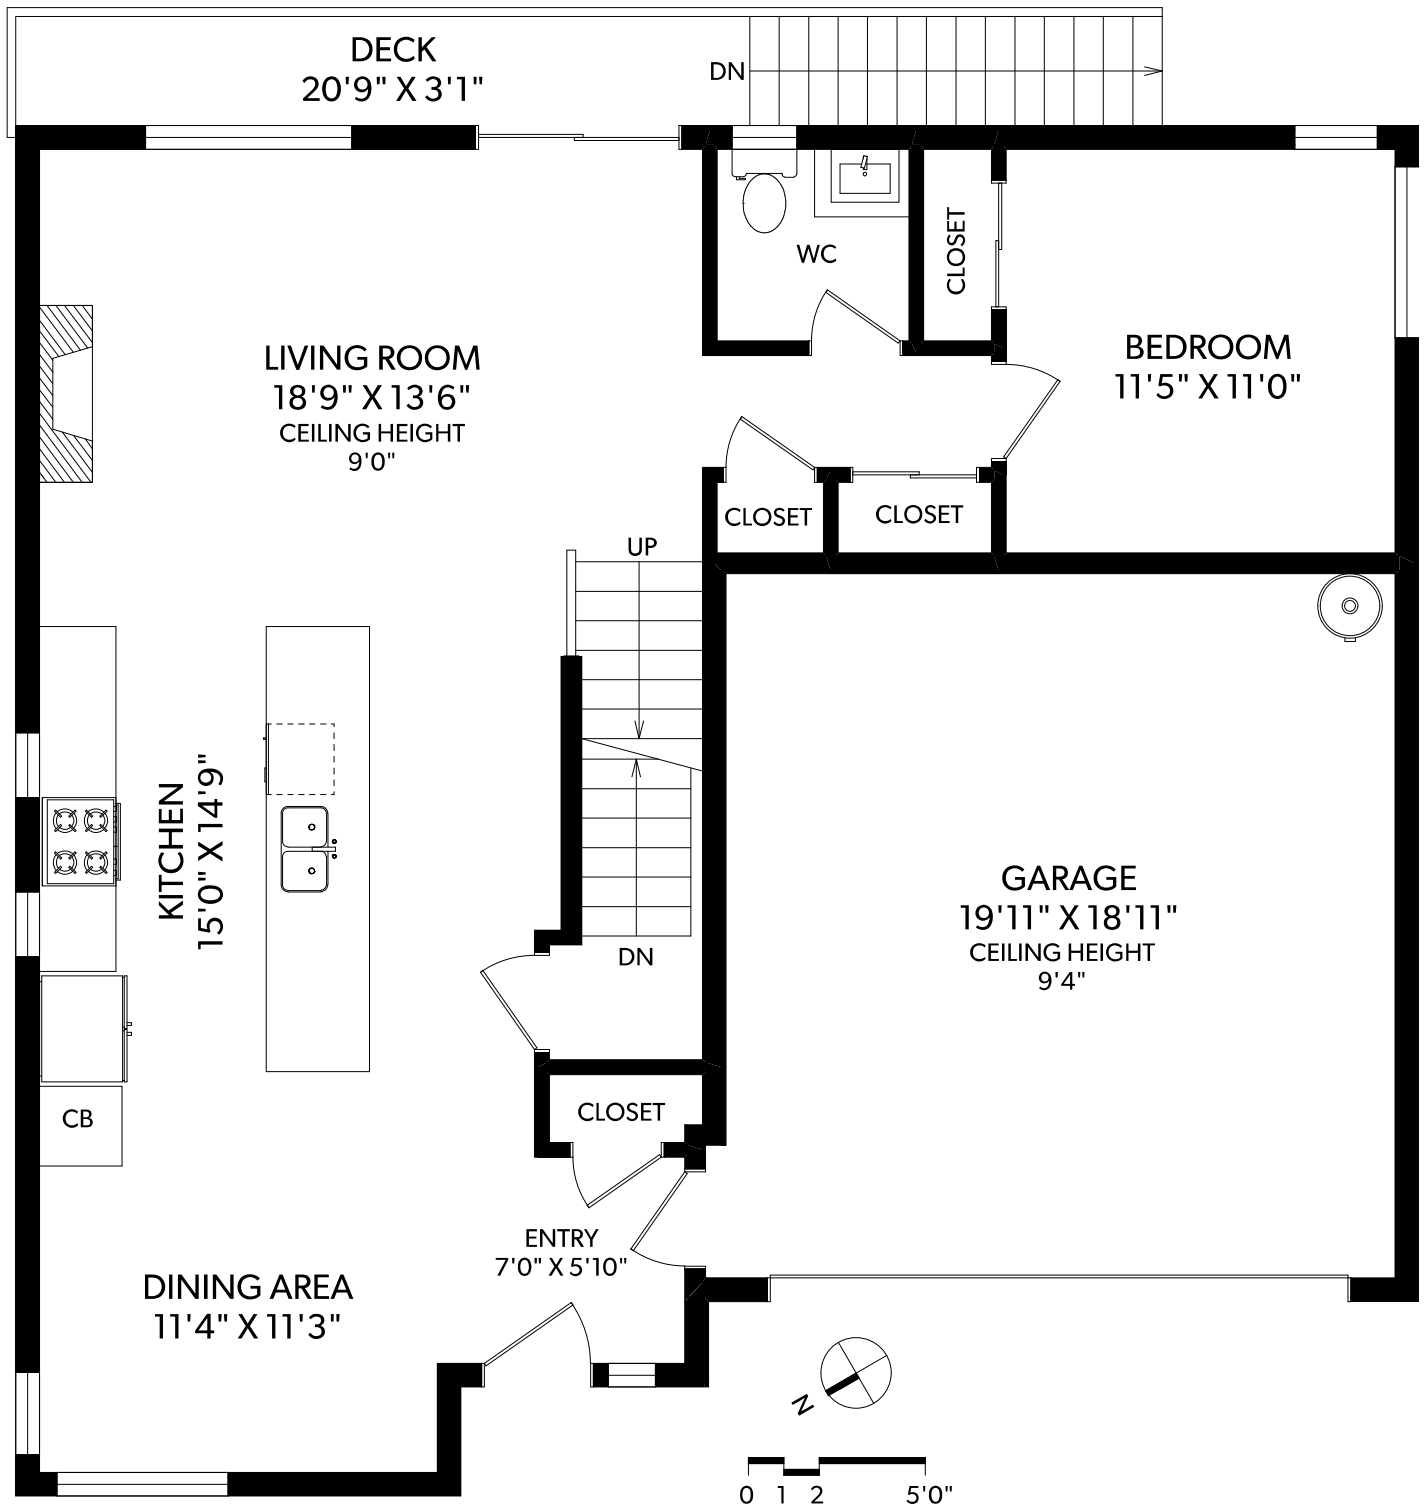 DECK
20'9" X 3'1"
DN
WC
CLOSET
LIVING ROOM
18'9" X 13'6"
CEILING HEIGHT
9'0"
BEDROOM
11'5" X 11'0"
CLOSET
CLOSET
UP
KITCHEN
15'0" X 14'9"
DN
GARAGE
19'11" X 18'11"
CEILING HEIGHT
9'4"
CB
CLOSET
ENTRY
7'0" X 5'10"
DINING AREA
11'4" X 11'3"
N
0 1 2 5'0"